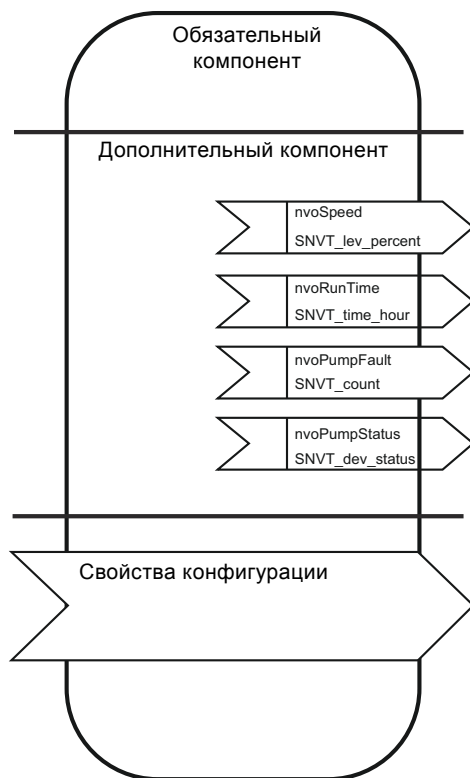 Обязательный
компонент
Дополнительный компонент
nvoSpeed
SNVT_lev_percent
nvoRunTime
SNVT_time_hour
nvoPumpFault
SNVT_count
nvoPumpStatus
SNVT_dev_status
Свойства конфигурации